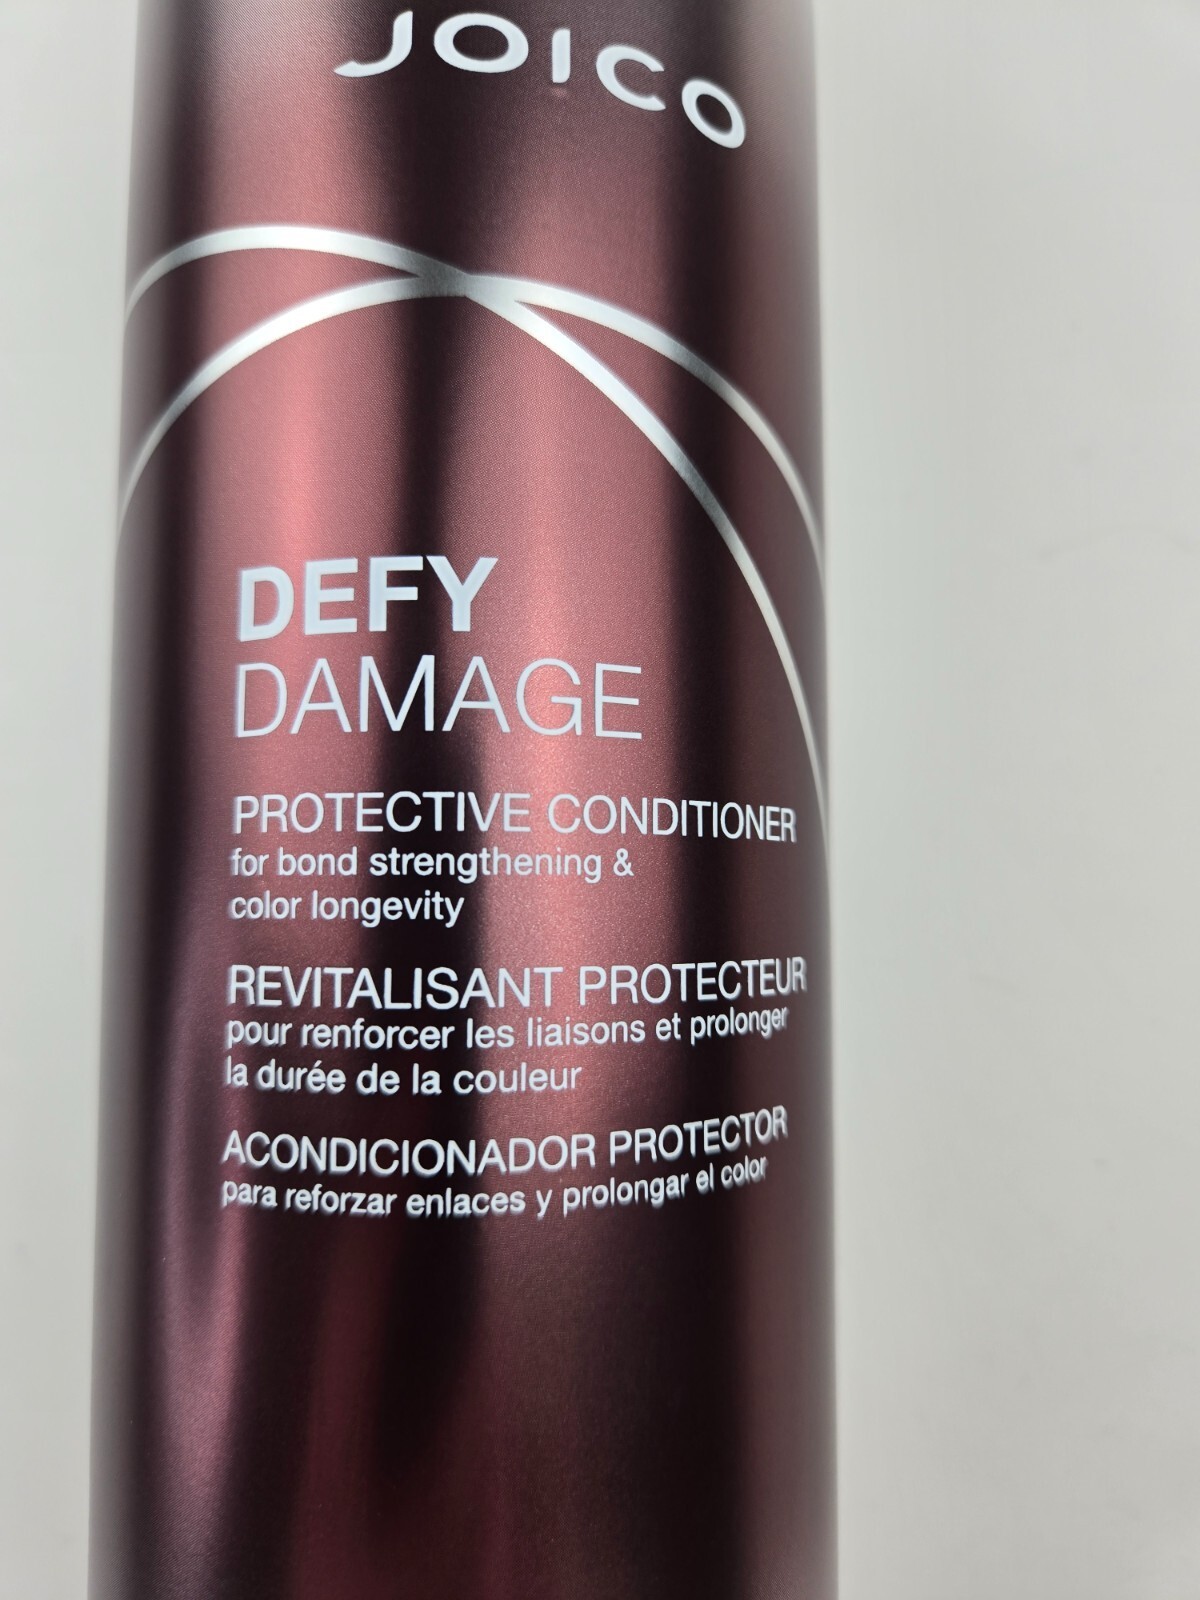 JOICO
DEFY
DAMAGE
PROTECTIVE CONDITIONER
for bond strengthening &
color longevity
REVITALISANT PROTECTEUR
pour renforcer les liaisons et prolonger
la durée de la couleur
ACONDICIONADOR PROTECTOR
para reforzar enlaces y prolongar el color